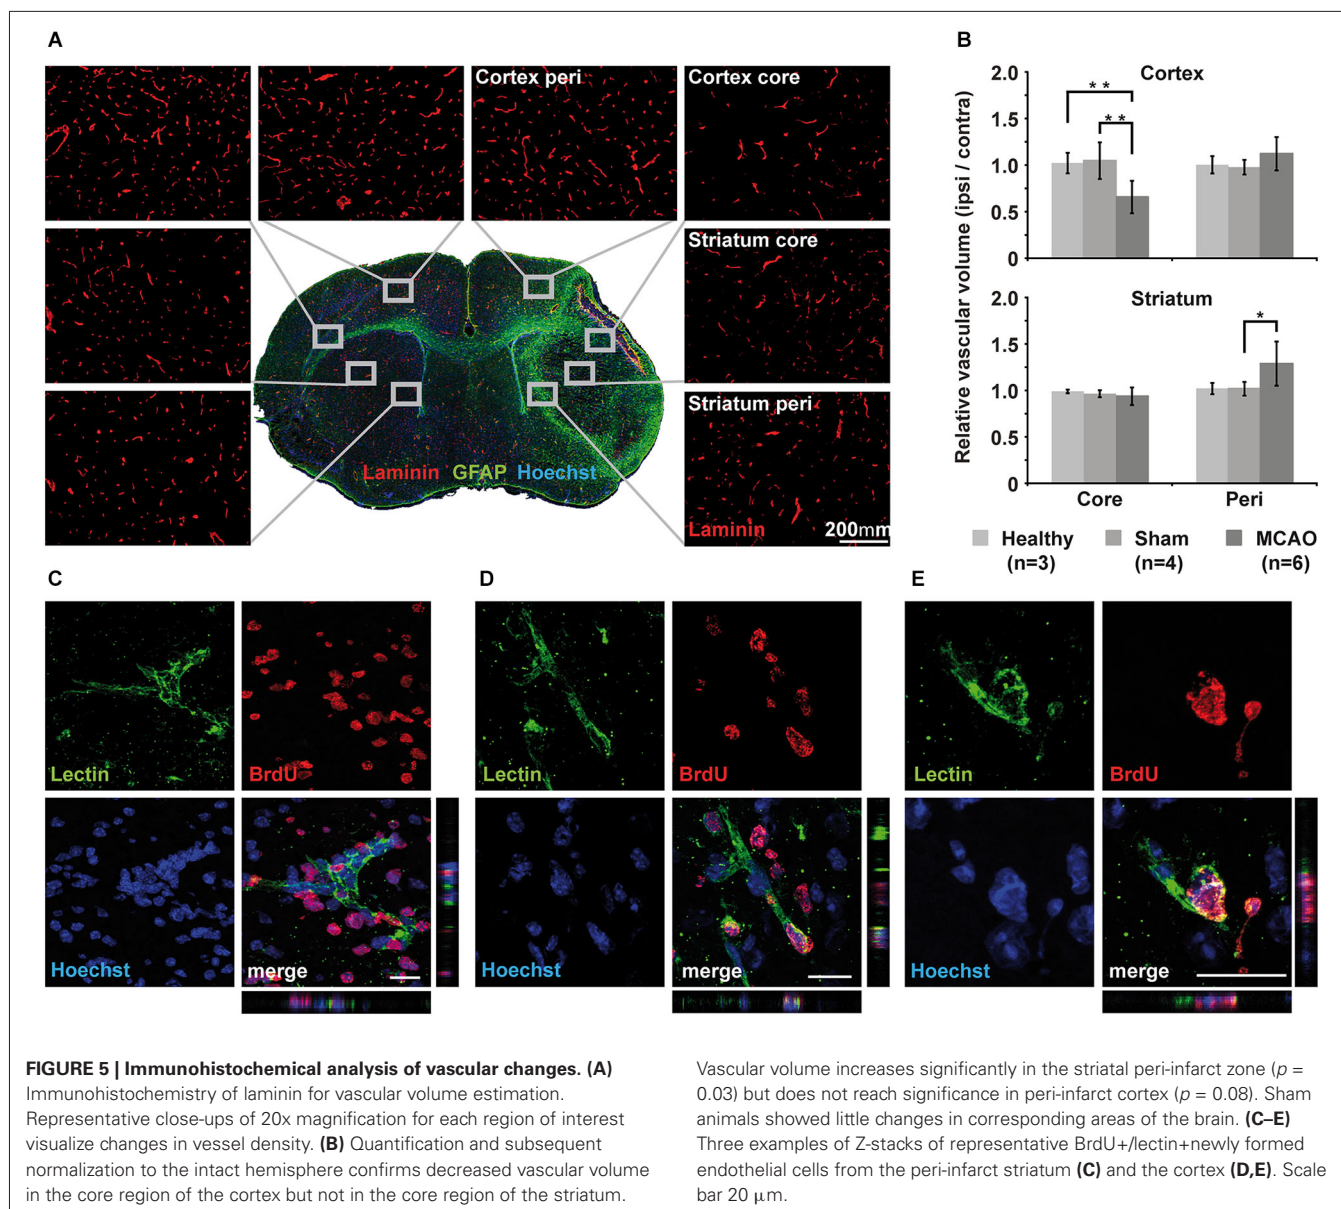 A
Cortex peri
Cortex core
Striatum core
Striatum peri
Laminin GFAP Hoechst
Laminin
200mm
B
Relative vascular volume (ipsi / contra)
Cortex
2.0
1.5
1.0
0.5
0
**
**
Striatum
2.0
1.5
1.0
0.5
0
*
Core Peri
Healthy (n=3)
Sham (n=4)
MCAO (n=6)
C
Lectin
BrdU
Hoechst
merge
D
Lectin
BrdU
Hoechst
merge
E
Lectin
BrdU
Hoechst
merge
FIGURE 5 | Immunohistochemical analysis of vascular changes. (A)
Immunohistochemistry of laminin for vascular volume estimation.
Representative close-ups of 20x magnification for each region of interest
visualize changes in vessel density. (B) Quantification and subsequent
normalization to the intact hemisphere confirms decreased vascular volume
in the core region of the cortex but not in the core region of the striatum.
Vascular volume increases significantly in the striatal peri-infarct zone (p =
0.03) but does not reach significance in peri-infarct cortex (p = 0.08). Sham
animals showed little changes in corresponding areas of the brain. (C–E)
Three examples of Z-stacks of representative BrdU+/lectin+newly formed
endothelial cells from the peri-infarct striatum (C) and the cortex (D,E). Scale
bar 20 μm.